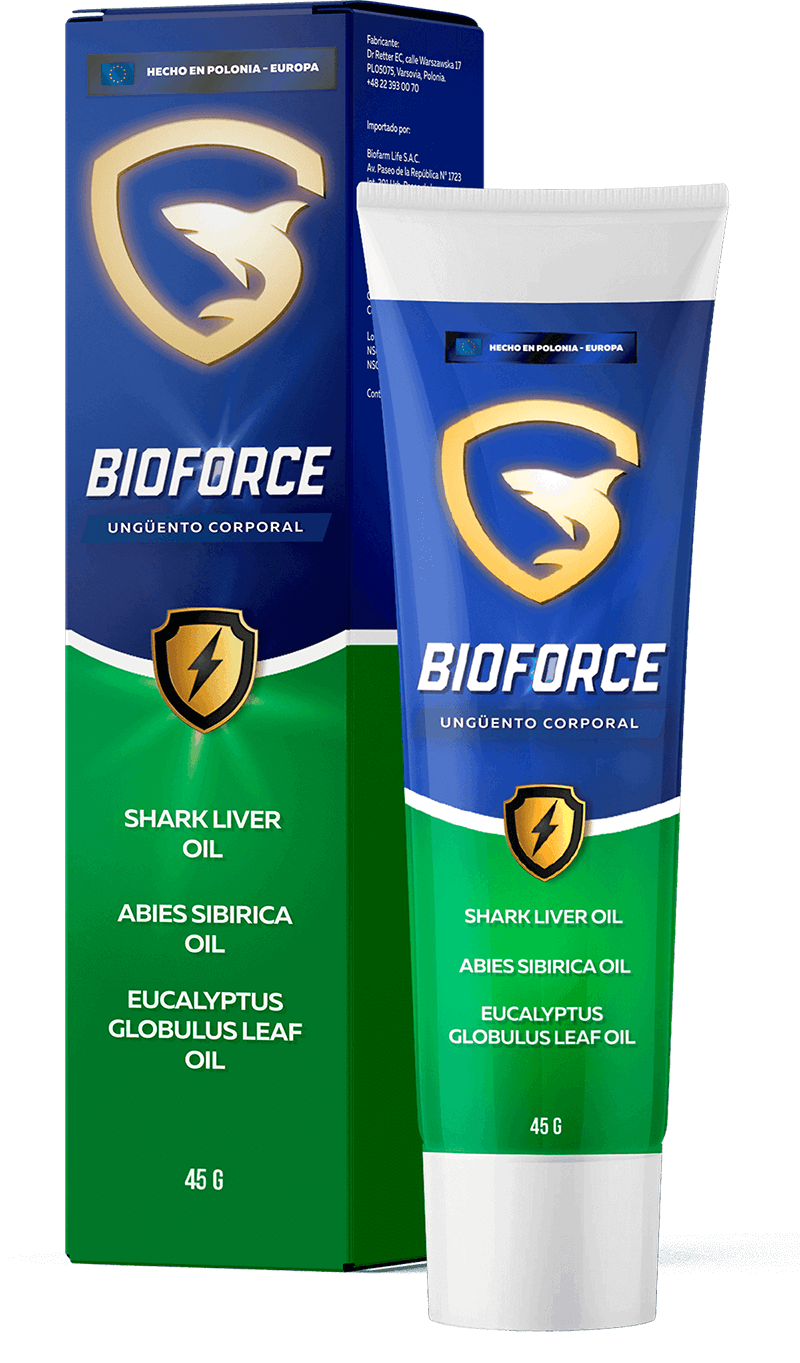 HECHO EN POLONIA - EUROPA
BIOFORCE
UNGÜENTO CORPORAL
SHARK LIVER
OIL
ABIES SIBIRICA
OIL
EUCALYPTUS
GLOBULUS LEAF
OIL
45 G
Fabricante:
Dr Retter EC, calle Warszawska 17
PL05075, Varsovia, Polonia.
+48 22 393 00 70
Importado por:
Biofarm Life S.A.C.
Av. Paseo de la República N° 1723
HECHO EN POLONIA - EUROPA
BIOFORCE
UNGÜENTO CORPORAL
SHARK LIVER OIL
ABIES SIBIRICA OIL
EUCALYPTUS
GLOBULUS LEAF OIL
45 G